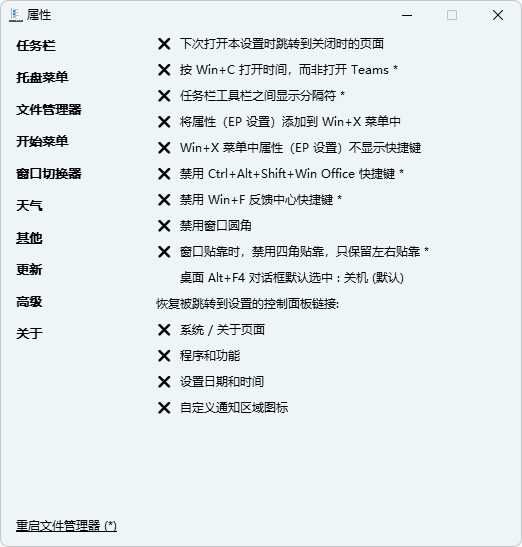 属性
任务栏
托盘菜单
文件管理器
开始菜单
窗口切换器
天气
其他
更新
高级
关于
下次打开本设置时跳转到关闭时的页面
按 Win+C 打开时间，而非打开 Teams *
任务栏工具栏之间显示分隔符 *
将属性（EP 设置）添加到 Win+X 菜单中
Win+X 菜单中属性（EP 设置）不显示快捷键
禁用 Ctrl+Alt+Shift+Win Office 快捷键 *
禁用 Win+F 反馈中心快捷键 *
禁用窗口圆角
窗口贴靠时，禁用四角贴靠，只保留左右贴靠 *
桌面 Alt+F4 对话框默认选中 : 关机 (默认)
恢复被跳转到设置的控制面板链接:
系统 / 关于页面
程序和功能
设置日期和时间
自定义通知区域图标
重启文件管理器 (*)